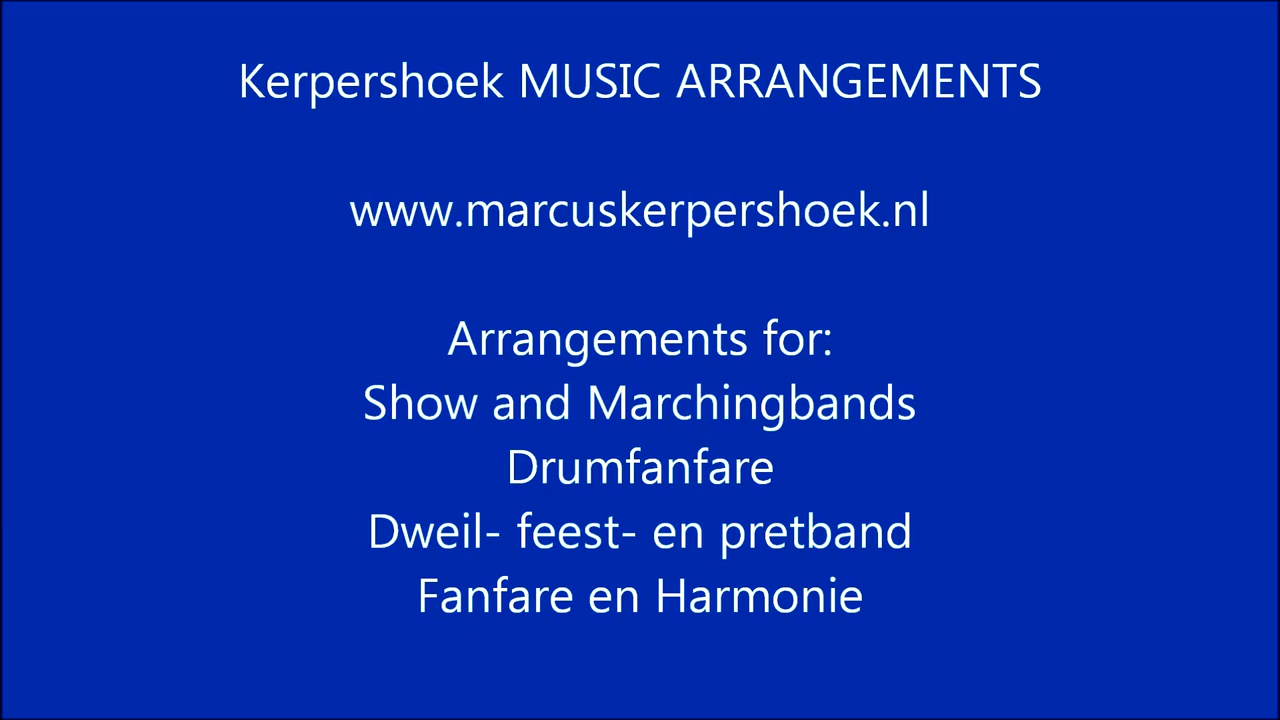 Kerpershoek MUSIC ARRANGEMENTS
www.marcuskerpershoek.nl
Arrangements for:
Show and Marchingbands
Drumfanfare
Dweil- feest- en pretband
Fanfare en Harmonie